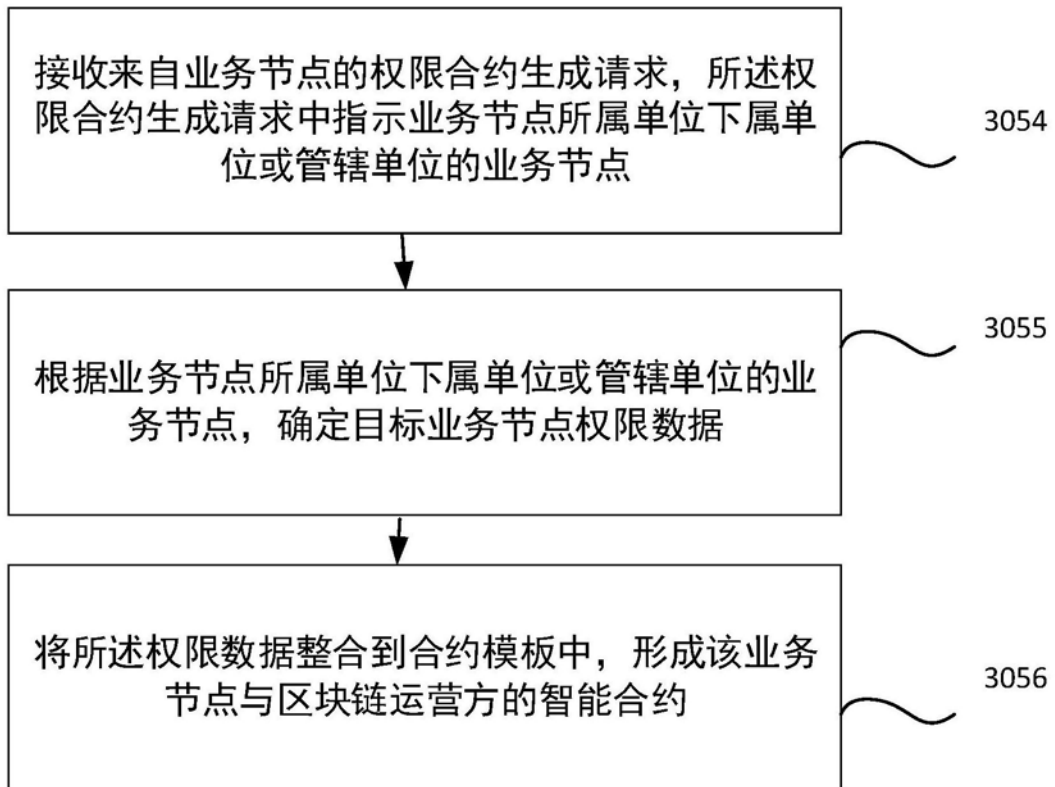 接收来自业务节点的权限合约生成请求，所述权
限合约生成请求中指示业务节点所属单位下属单
位或管辖单位的业务节点
3054
根据业务节点所属单位下属单位或管辖单位的业
务节点，确定目标业务节点权限数据
3055
将所述权限数据整合到合约模板中，形成该业务
节点与区块链运营方的智能合约
3056